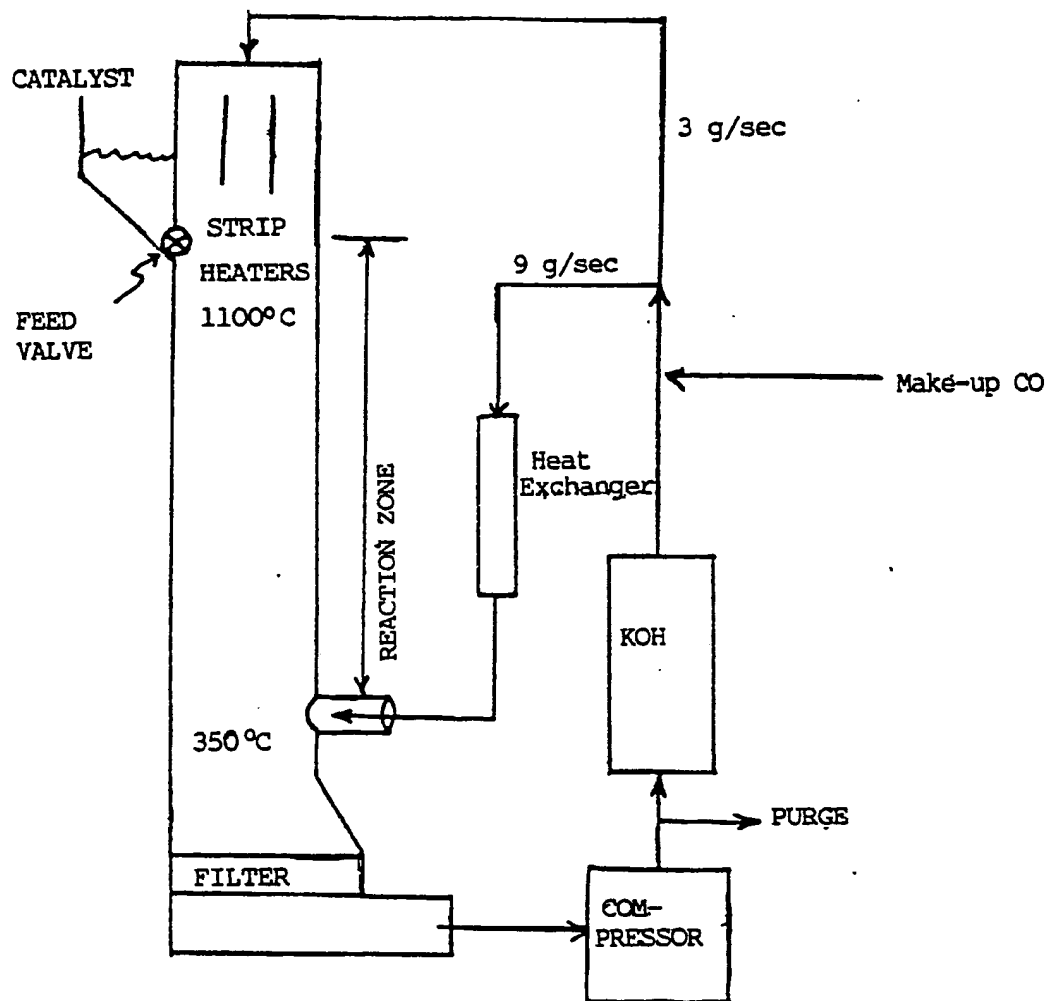 CATALYST
3 g/sec
STRIP
HEATERS
1100°C
9 g/sec
FEED
VALVE
Make-up CO
Heat
Exchanger
REACTION ZONE
KOH
350°C
PURGE
FILTER
COM-
PRESSOR